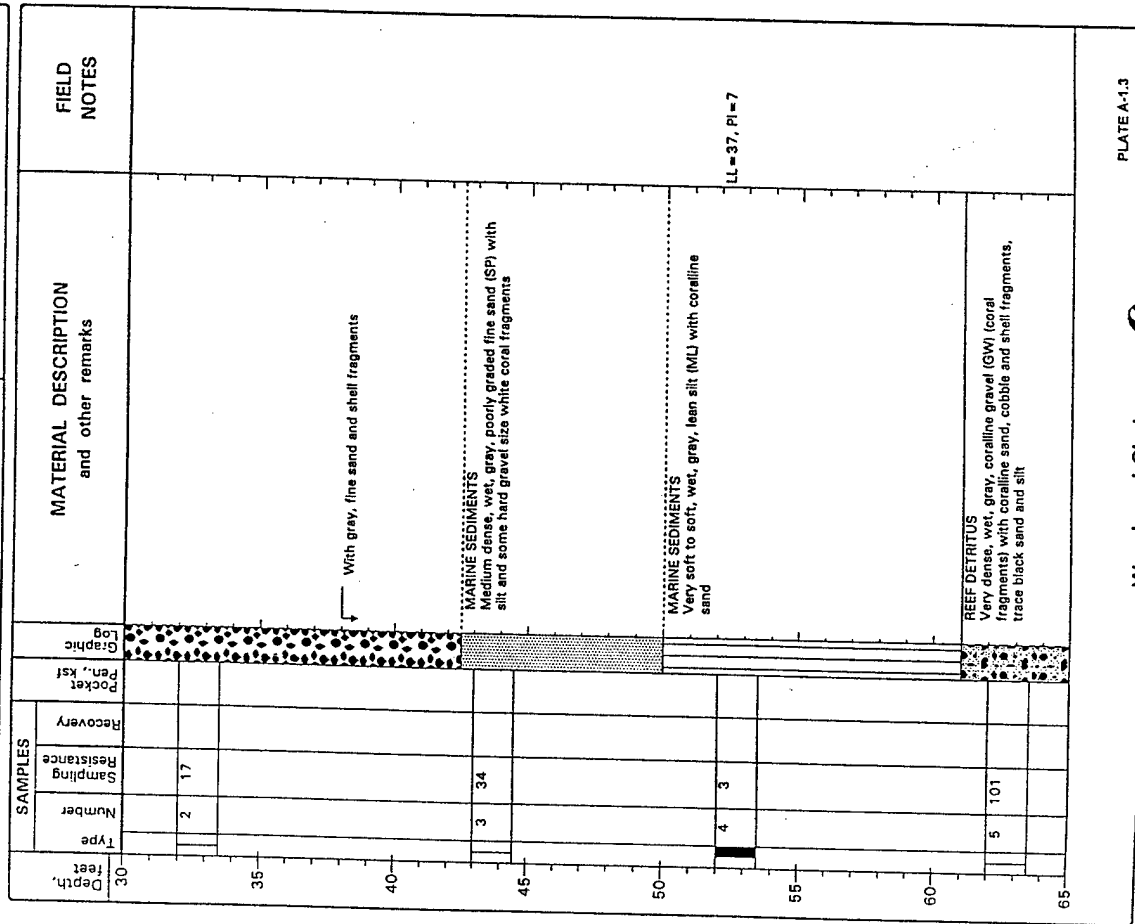 SAMPLES
Depth,
feet
Type
Number
Sampling
Resistance
Recovery
Pocket
Pen., ksf
Graphic
Log
MATERIAL DESCRIPTION
and other remarks
FIELD
NOTES
30
2 17
35
With gray, fine sand and shell fragments
40
MARINE SEDIMENTS
Medium dense, wet, gray, poorly graded fine sand (SP) with
silt and some hard gravel size white coral fragments
3 34
45
50
MARINE SEDIMENTS
Very soft to soft, wet, gray, lean silt (ML) with coralline
sand
4 3
LL=37, PI=7
55
60
REEF DETRITUS
Very dense, wet, gray, coralline gravel (GW) (coral
fragments) with coralline sand, cobble and shell fragments,
trace black sand and silt
5 101
65
PLATE A-1.3